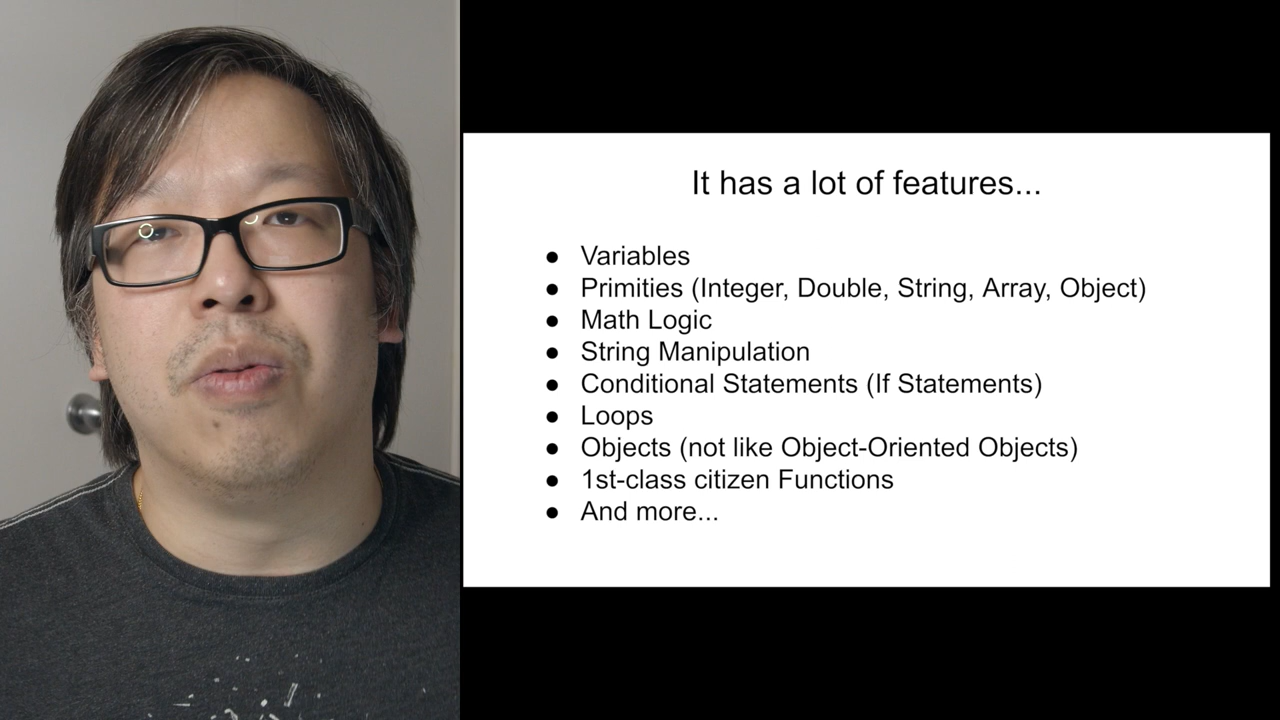 It has a lot of features...
● Variables
● Primities (Integer, Double, String, Array, Object)
● Math Logic
● String Manipulation
● Conditional Statements (If Statements)
● Loops
● Objects (not like Object-Oriented Objects)
● 1st-class citizen Functions
● And more...